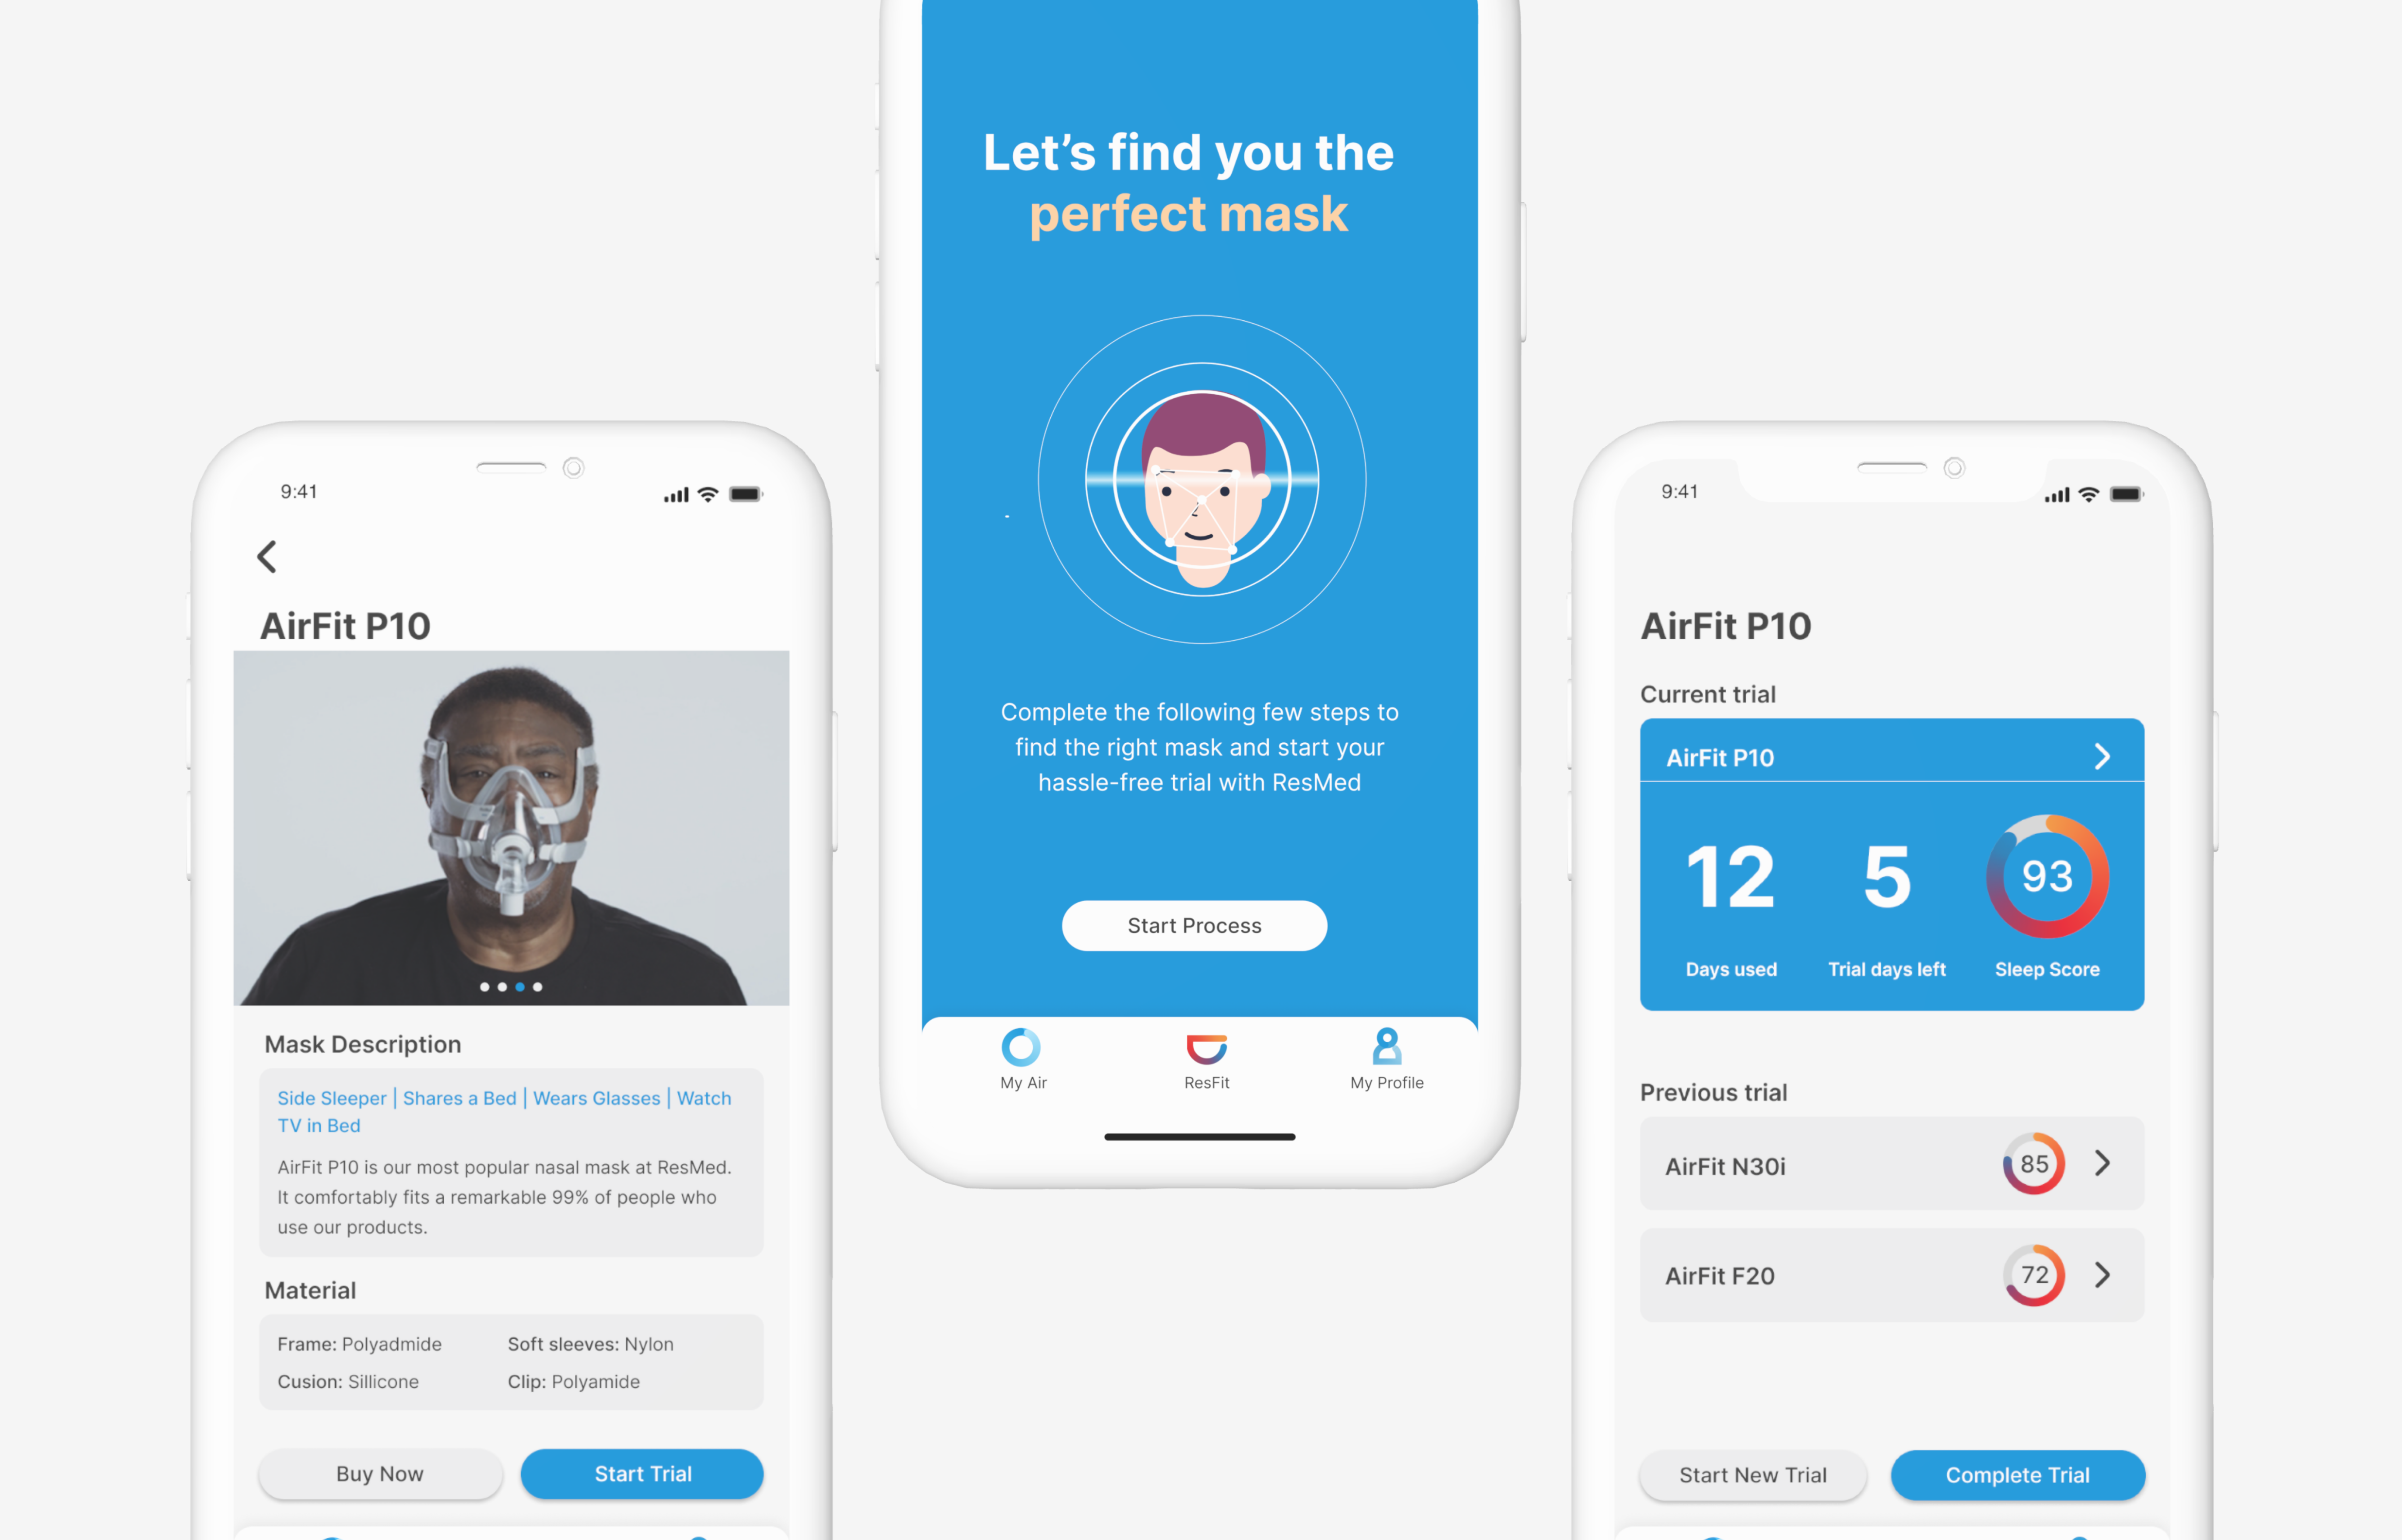 9:41
AirFit P10
Mask Description
Side Sleeper | Shares a Bed | Wears Glasses | Watch
TV in Bed
AirFit P10 is our most popular nasal mask at ResMed.
It comfortably fits a remarkable 99% of people who
use our products.
Material
Frame: Polyadmide
Soft sleeves: Nylon
Cusion: Sillicone
Clip: Polyamide
Buy Now
Start Trial
Let’s find you the
perfect mask
Complete the following few steps to
find the right mask and start your
hassle-free trial with ResMed
Start Process
My Air
ResFit
My Profile
9:41
AirFit P10
Current trial
AirFit P10
12
5
93
Days used
Trial days left
Sleep Score
Previous trial
AirFit N30i
85
AirFit F20
72
Start New Trial
Complete Trial